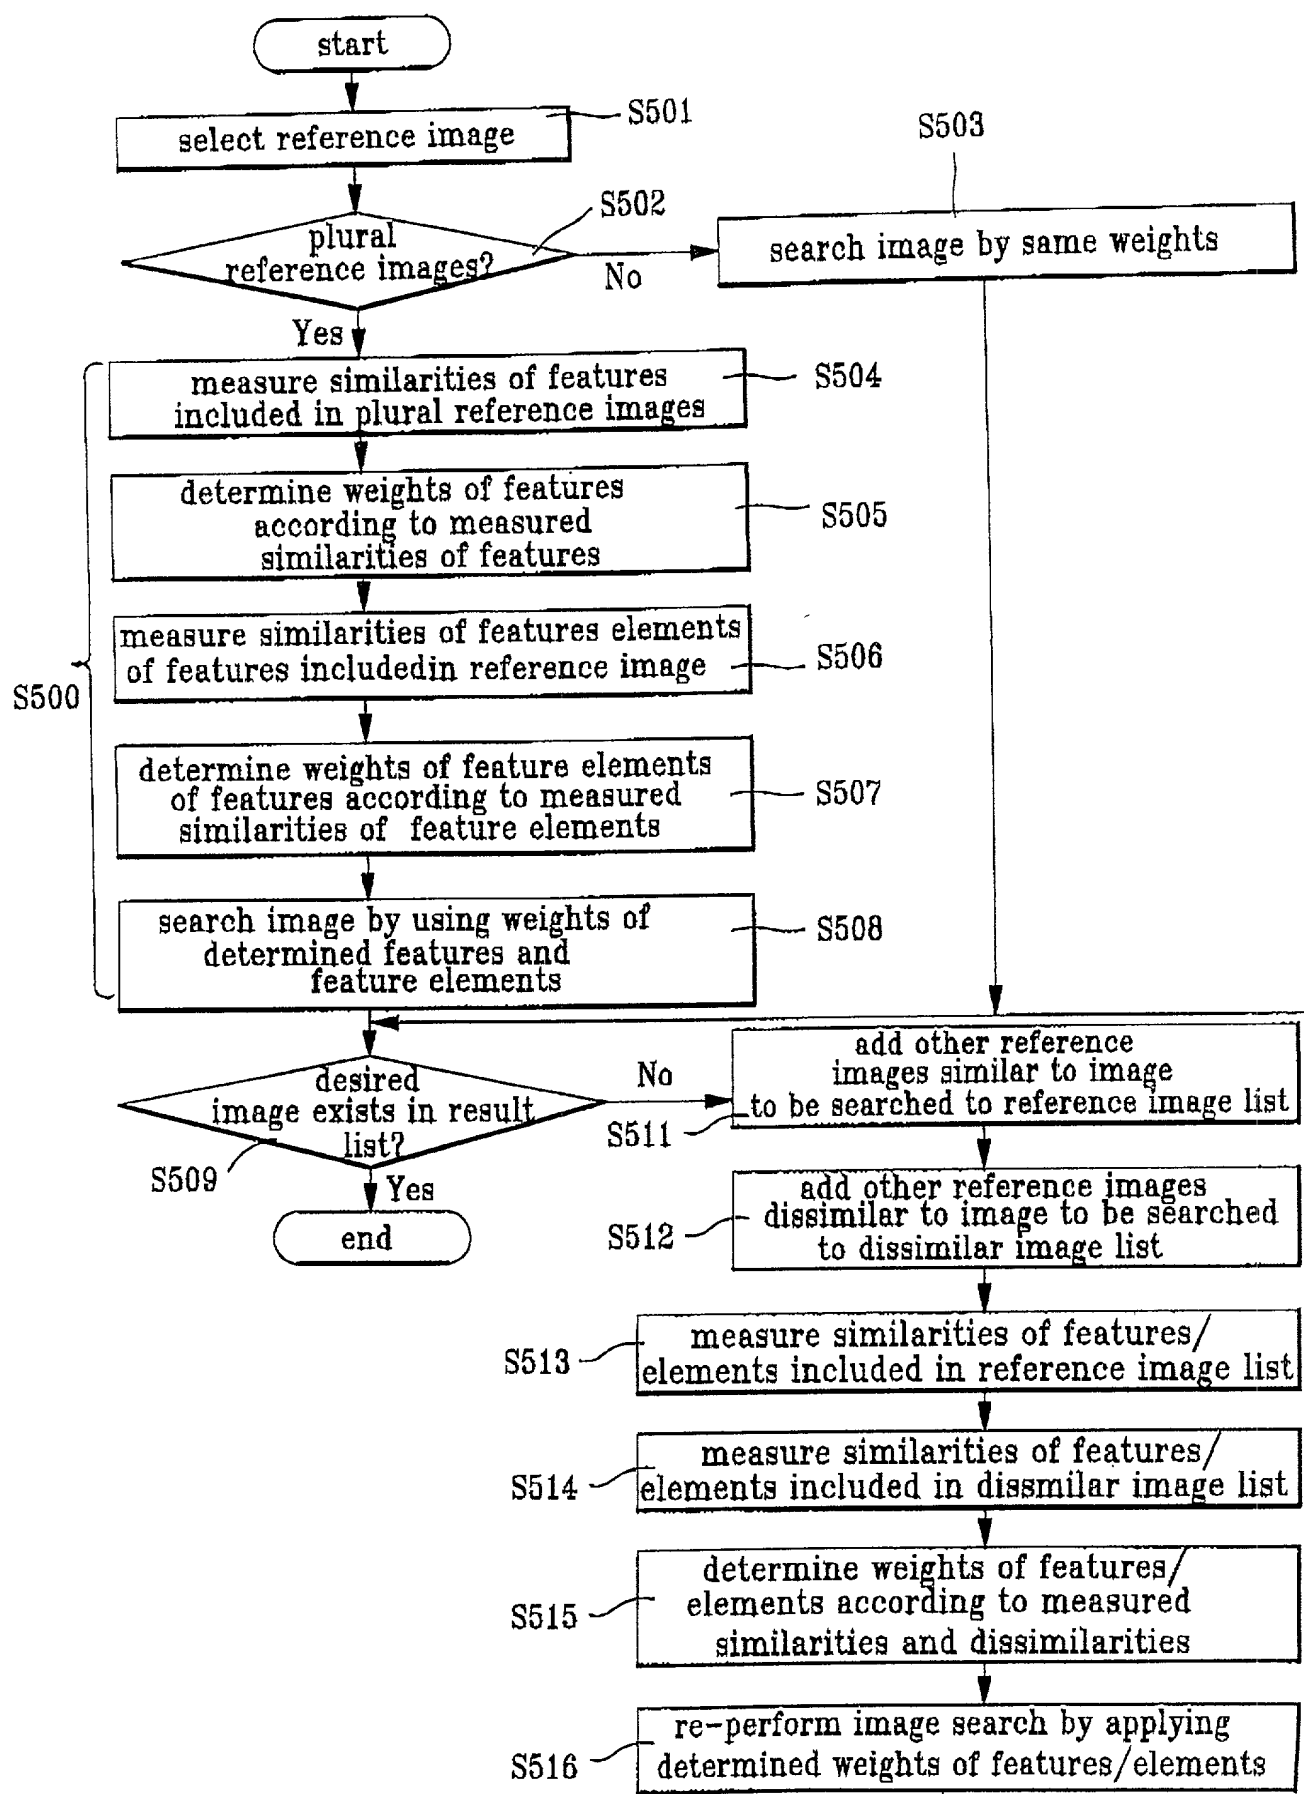 start
select reference image
S501
plural
reference images?
S502
No
search image by same weights
S503
Yes
measure similarities of features
included in plural reference images
S504
determine weights of features
according to measured
similarities of features
S505
measure similarities of features elements
of features includedin reference image
S506
S500
determine weights of feature elements
of features according to measured
similarities of feature elements
S507
search image by using weights of
determined features and
feature elements
S508
desired
image exists in result
list?
S509
No
Yes
end
add other reference
images similar to image
to be searched to reference image list
S511
add other reference images
dissimilar to image to be searched
to dissimilar image list
S512
measure similarities of features/
elements included in reference image list
S513
measure similarities of features/
elements included in dissmilar image list
S514
determine weights of features/
elements according to measured
similarities and dissimilarities
S515
re-perform image search by applying
determined weights of features/elements
S516